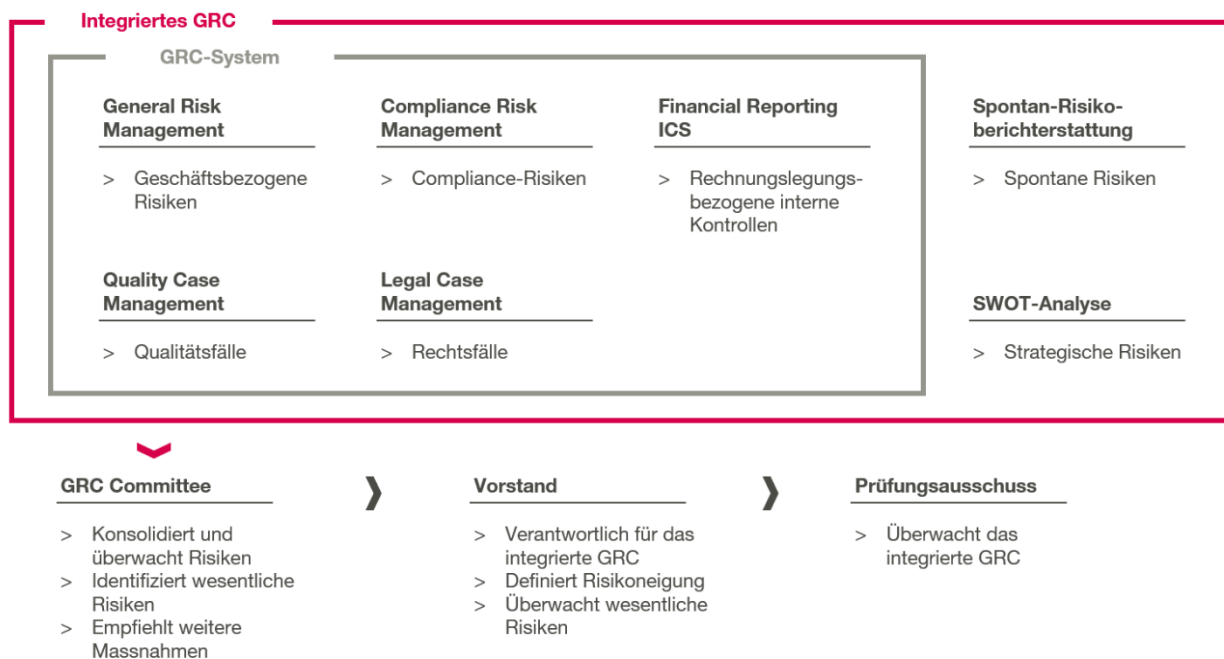 Integriertes GRC
GRC-System
General Risk
Management
> Geschäftsbezogene
Risiken
Compliance Risk
Management
> Compliance-Risiken
Financial Reporting
ICS
> Rechnungslegungs-
bezogene interne
Kontrollen
Spontan-Risiko-
berichterstattung
> Spontane Risiken
Quality Case
Management
> Qualitätsfälle
Legal Case
Management
> Rechtsfälle
SWOT-Analyse
> Strategische Risiken
GRC Committee
> Konsolidiert und
überwacht Risiken
> Identifiziert wesentliche
Risiken
> Empfiehlt weitere
Massnahmen
Vorstand
> Verantwortlich für das
integrierte GRC
> Definiert Risikoneigung
> Überwacht wesentliche
Risiken
Prüfungsausschuss
> Überwacht das
integrierte GRC